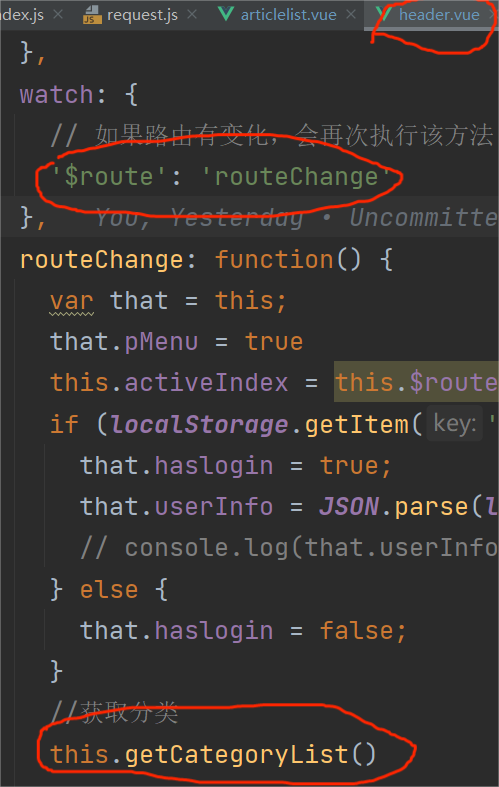 ndex.js × JS request.js × articlelist.vue × header.vue ×
},
watch: {
// 如果路由有变化，会再次执行该方法
'$route': 'routeChange'
}, You, Yesterday • Uncommitte
routeChange: function() {
var that = this;
that.pMenu = true
this.activeIndex = this.$route
if (localStorage.getItem( key: '
that.haslogin = true;
that.userInfo = JSON.parse(l
// console.log(that.userInfo
} else {
that.haslogin = false;
}
//获取分类
this.getCategoryList()